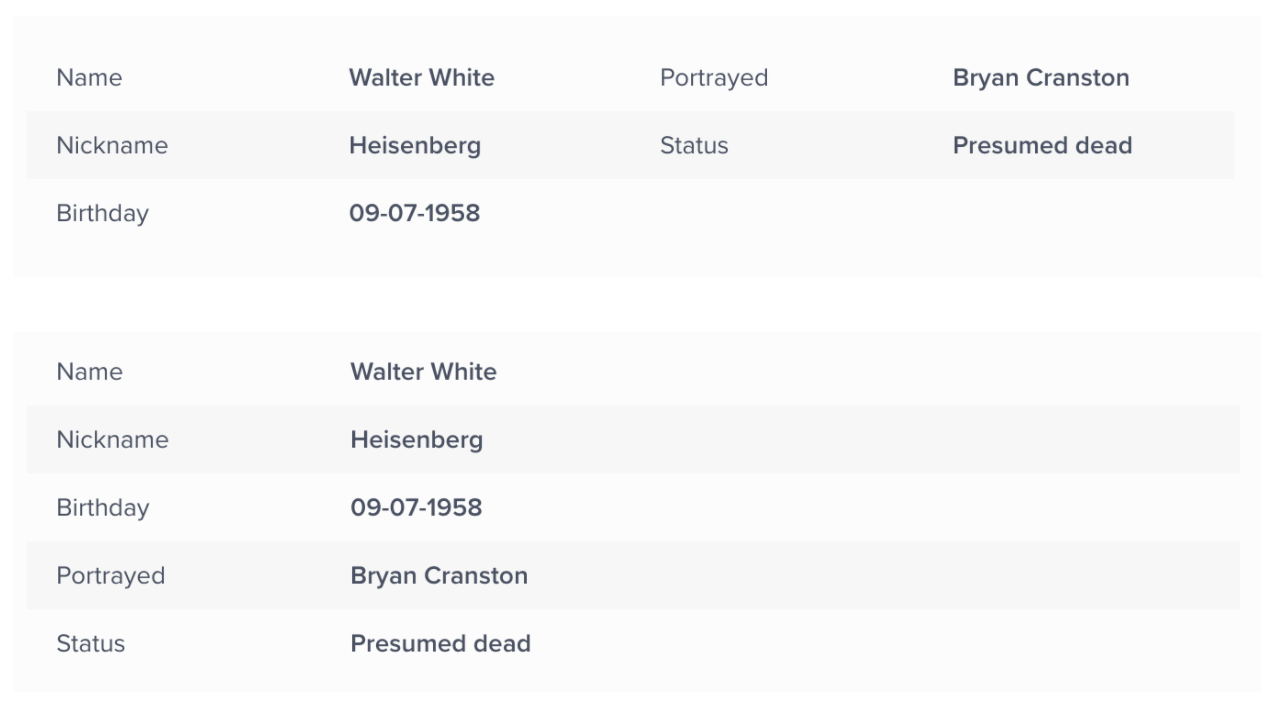 Name Walter White Portrayed Bryan Cranston
Nickname Heisenberg Status Presumed dead
Birthday 09-07-1958
Name Walter White
Nickname Heisenberg
Birthday 09-07-1958
Portrayed Bryan Cranston
Status Presumed dead